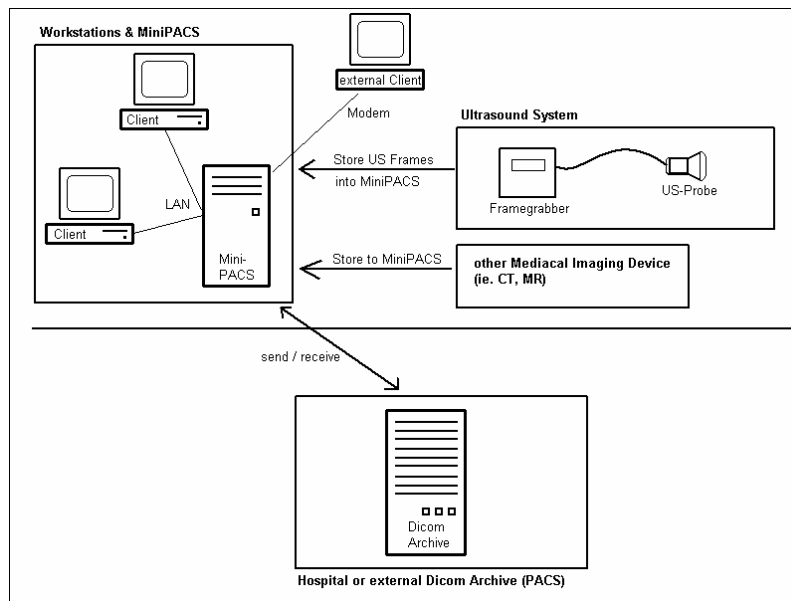 Workstations & MiniPACS
external Client
Modem
Client
LAN
Client
Mini-
PACS
Ultrasound System
Store US Frames
into MiniPACS
Framegrabber
US-Probe
Store to MiniPACS
other Mediacal Imaging Device
(ie. CT, MR)
send / receive
Dicom
Archive
Hospital or external Dicom Archive (PACS)